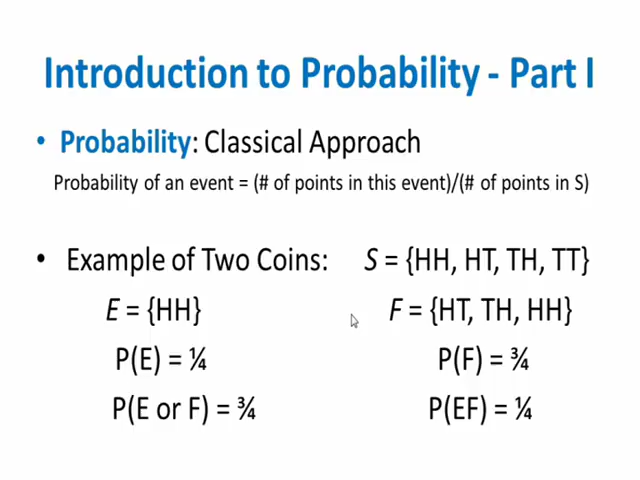 Introduction to Probability - Part I
• Probability: Classical Approach
Probability of an event = (# of points in this event)/(# of points in S)
• Example of Two Coins: S = {HH, HT, TH, TT}
E = {HH} F = {HT, TH, HH}
P(E) = ¼ P(F) = ¾
P(E or F) = ¾ P(EF) = ¼